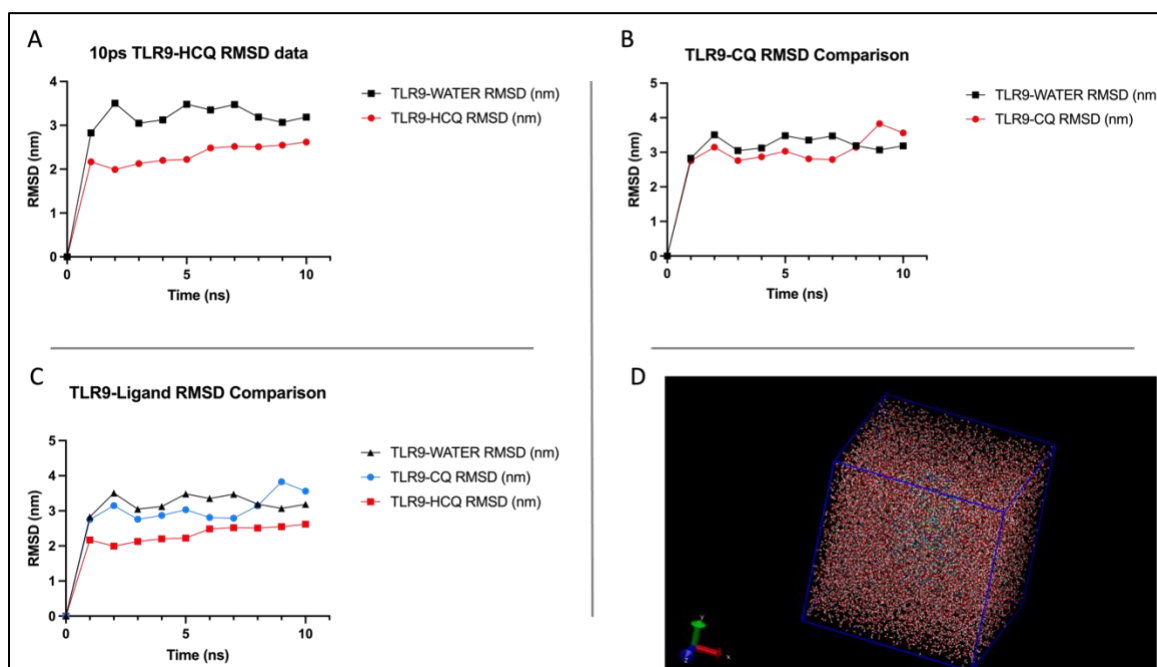 A
10ps TLR9-HCQ RMSD data
4
3
2
1
0
RMSD (nm)
0
5
10
Time (ns)
TLR9-WATER RMSD (nm)
TLR9-HCQ RMSD (nm)
B
TLR9-CQ RMSD Comparison
5
4
3
2
1
0
RMSD (nm)
0
5
10
Time (ns)
TLR9-WATER RMSD (nm
TLR9-CQ RMSD (nm)
C
TLR9-Ligand RMSD Comparison
5
4
3
2
1
0
RMSD (nm)
0
5
10
Time (ns)
TLR9-WATER RMSD (nm)
TLR9-CQ RMSD (nm)
TLR9-HCQ RMSD (nm)
D
Y
X